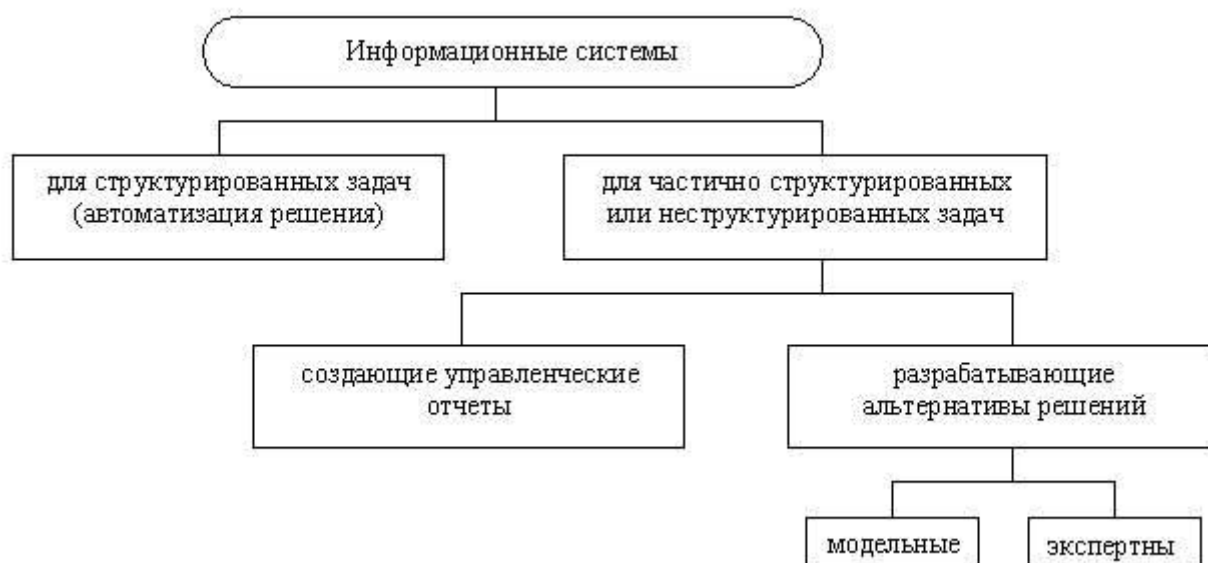 Информационные системы
для структурированных задач
(автоматизация решения)
для частично структурированных
или неструктурированных задач
создающие управленческие
отчеты
разрабатывающие
альтернативы решений
модельные
экспертны